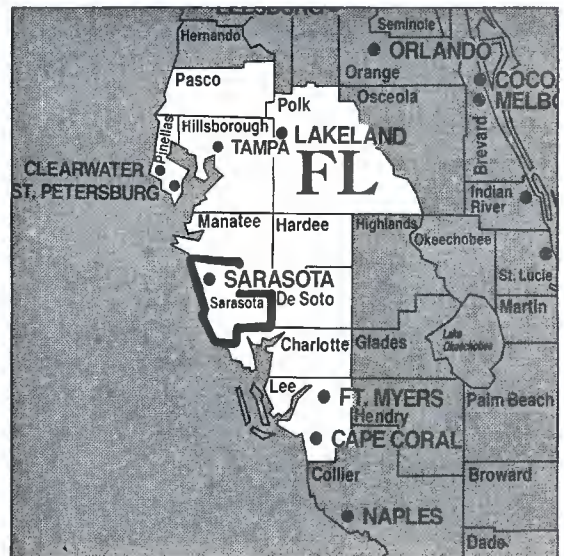 LEESBURG
Seminole
Hernando
ORLANDO
Orange
COCO
MELB
Pasco
Polk
Osceola
Brevard
Pinellas
Hillsborough
LAKELAND
TAMPA
FL
CLEARWATER
ST. PETERSBURG
Indian
River
Manatee
Hardee
Highlands
Okeechobee
St. Lucie
SARASOTA
Sarasota
De Soto
Martin
Charlotte
Glades
Lake
Okeechobee
Lee
FT. MYERS
Hendry
Palm Beach
CAPE CORAL
Collier
Broward
NAPLES
Dade